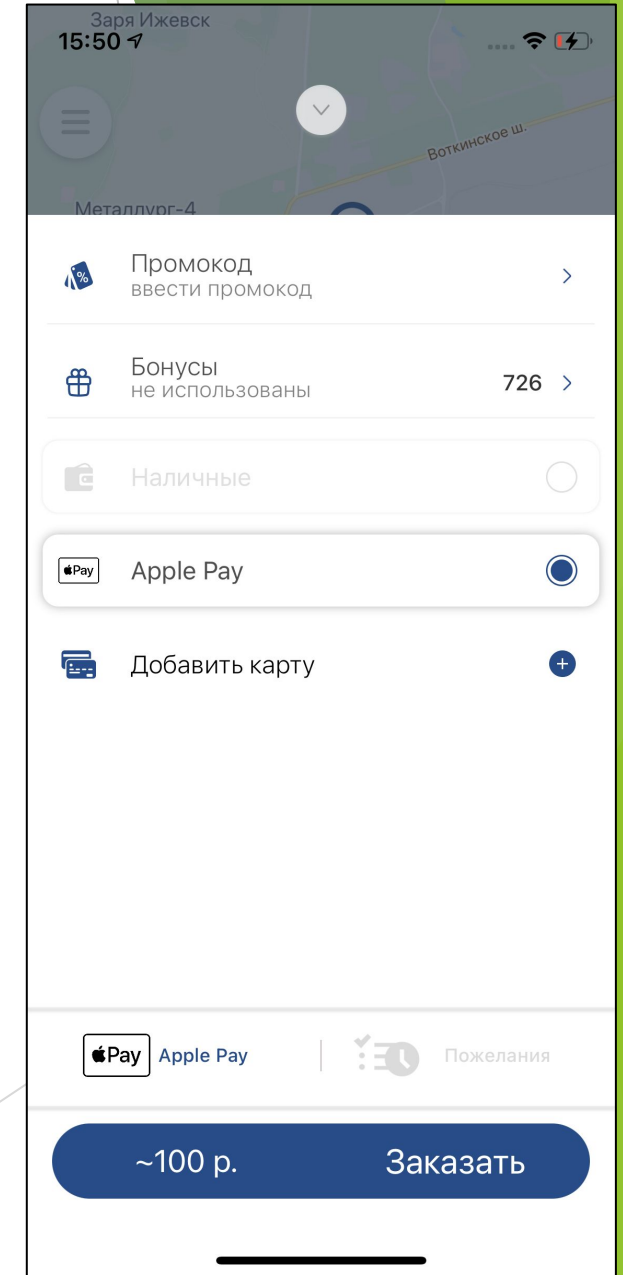 Заря Ижевск
15:50
Воткинское ш.
Металлург-4
Промокод
ввести промокод
Бонусы
не использованы
726
Наличные
Pay
Apple Pay
Добавить карту
Pay
Apple Pay
Пожелания
~100 р.
Заказать